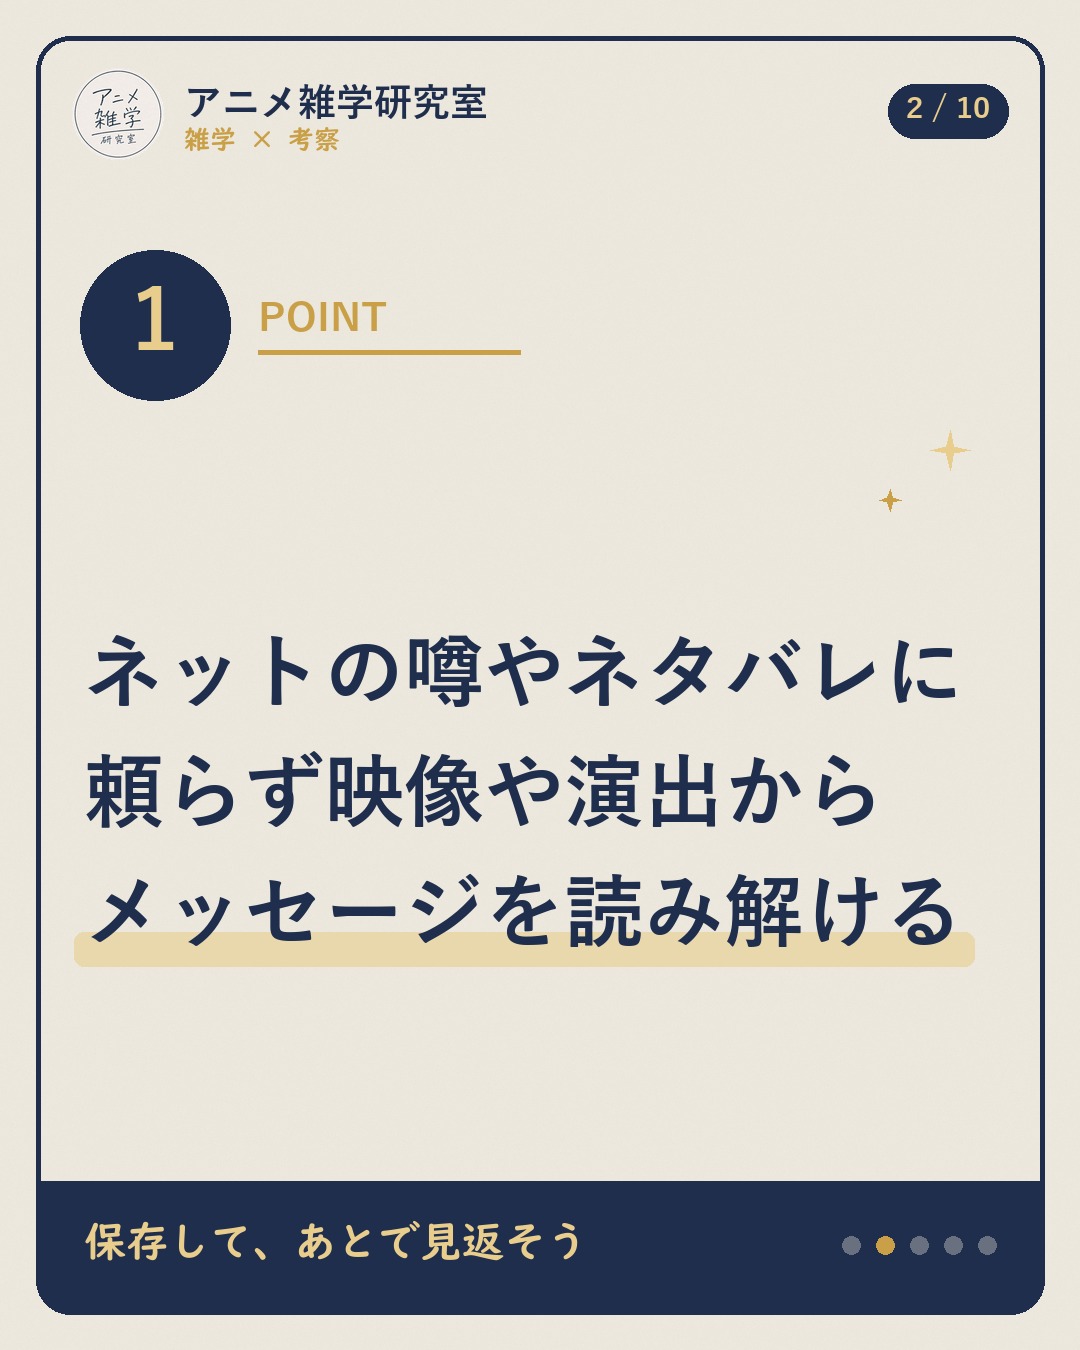 アニメ
雑学
研究室
アニメ雑学研究室
雑学 × 考察
2 / 10
1
POINT
ネットの噂やネタバレに
頼らず映像や演出から
メッセージを読み解ける
保存して、あとで見返そう